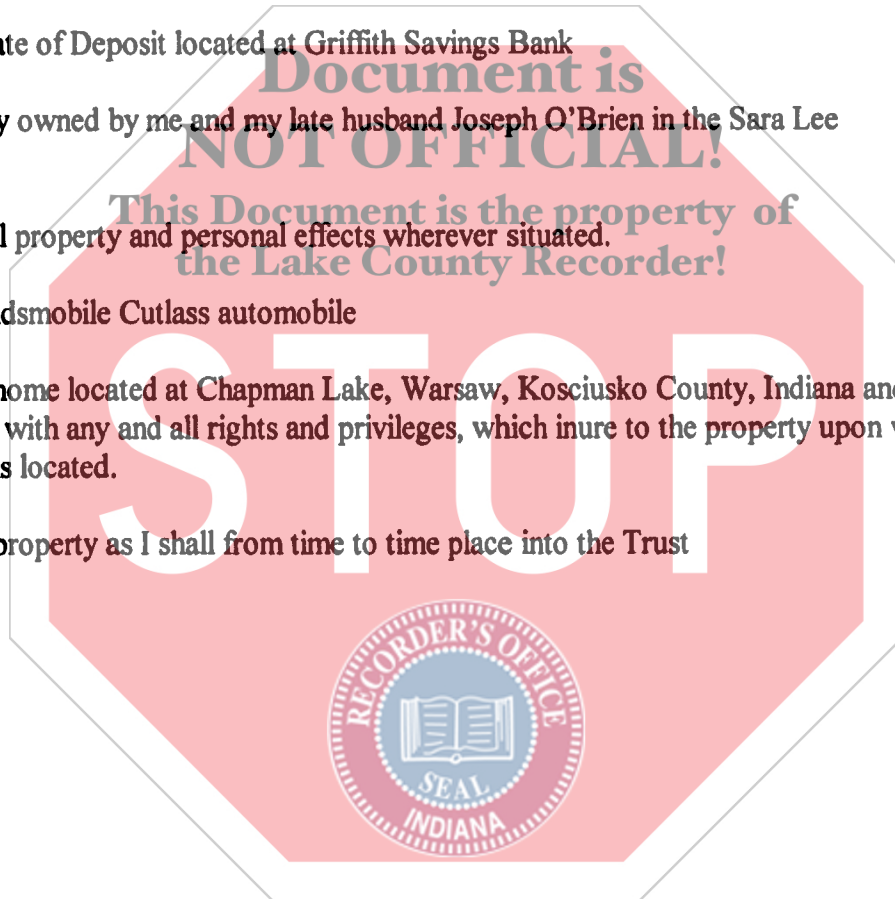 of Deposit located at Griffith Savings Bank
Document is
owned by me and my late husband Joseph O'Brien in the Sara Lee
NOT OFFICIAL!
This Document is the property of
property and personal effects wherever situated.
the Lake County Recorder!
Cutlass automobile
located at Chapman Lake, Warsaw, Kosciusko County, Indiana
with any and all rights and privileges, which inure to the property upon
located.
STOP
property as I shall from time to time place into the Trust
RECORDER'S OFFICE
SEAL
INDIANA